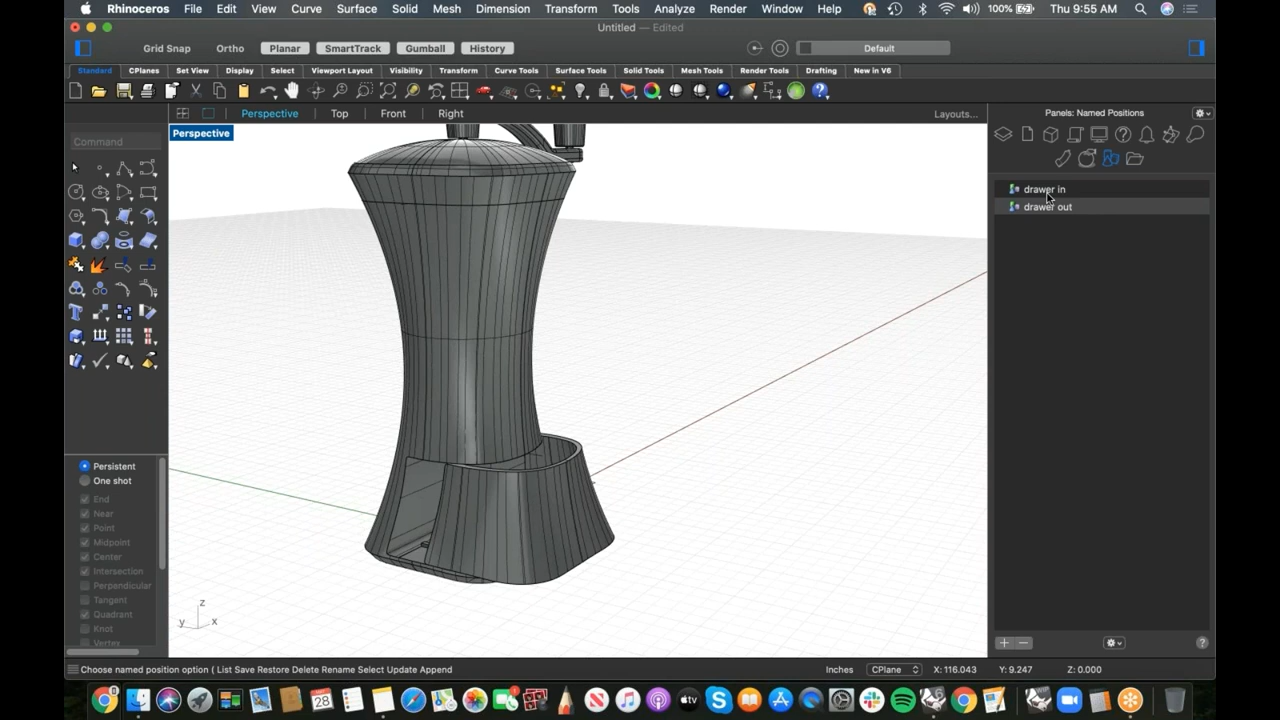 Rhinoceros File Edit View Curve Surface Solid Mesh Dimension Transform Tools Analyze Render Window Help 100% Thu 9:55 AM
Untitled — Edited
Grid Snap Ortho Planar SmartTrack Gumball History Default
Standard CPlanes Set View Display Select Viewport Layout Visibility Transform Curve Tools Surface Tools Solid Tools Mesh Tools Render Tools Drafting New in V6
Perspective Top Front Right Layouts... Panels: Named Positions
Perspective
Command
drawer in
drawer out
Persistent
One shot
End
Near
Point
Midpoint
Center
Intersection
Perpendicular
Tangent
Quadrant
Knot
Vertex
z
y x
Choose named position option ( List Save Restore Delete Rename Select Update Append
Inches CPlane X: 116.043 Y: 9.247 Z: 0.000
28